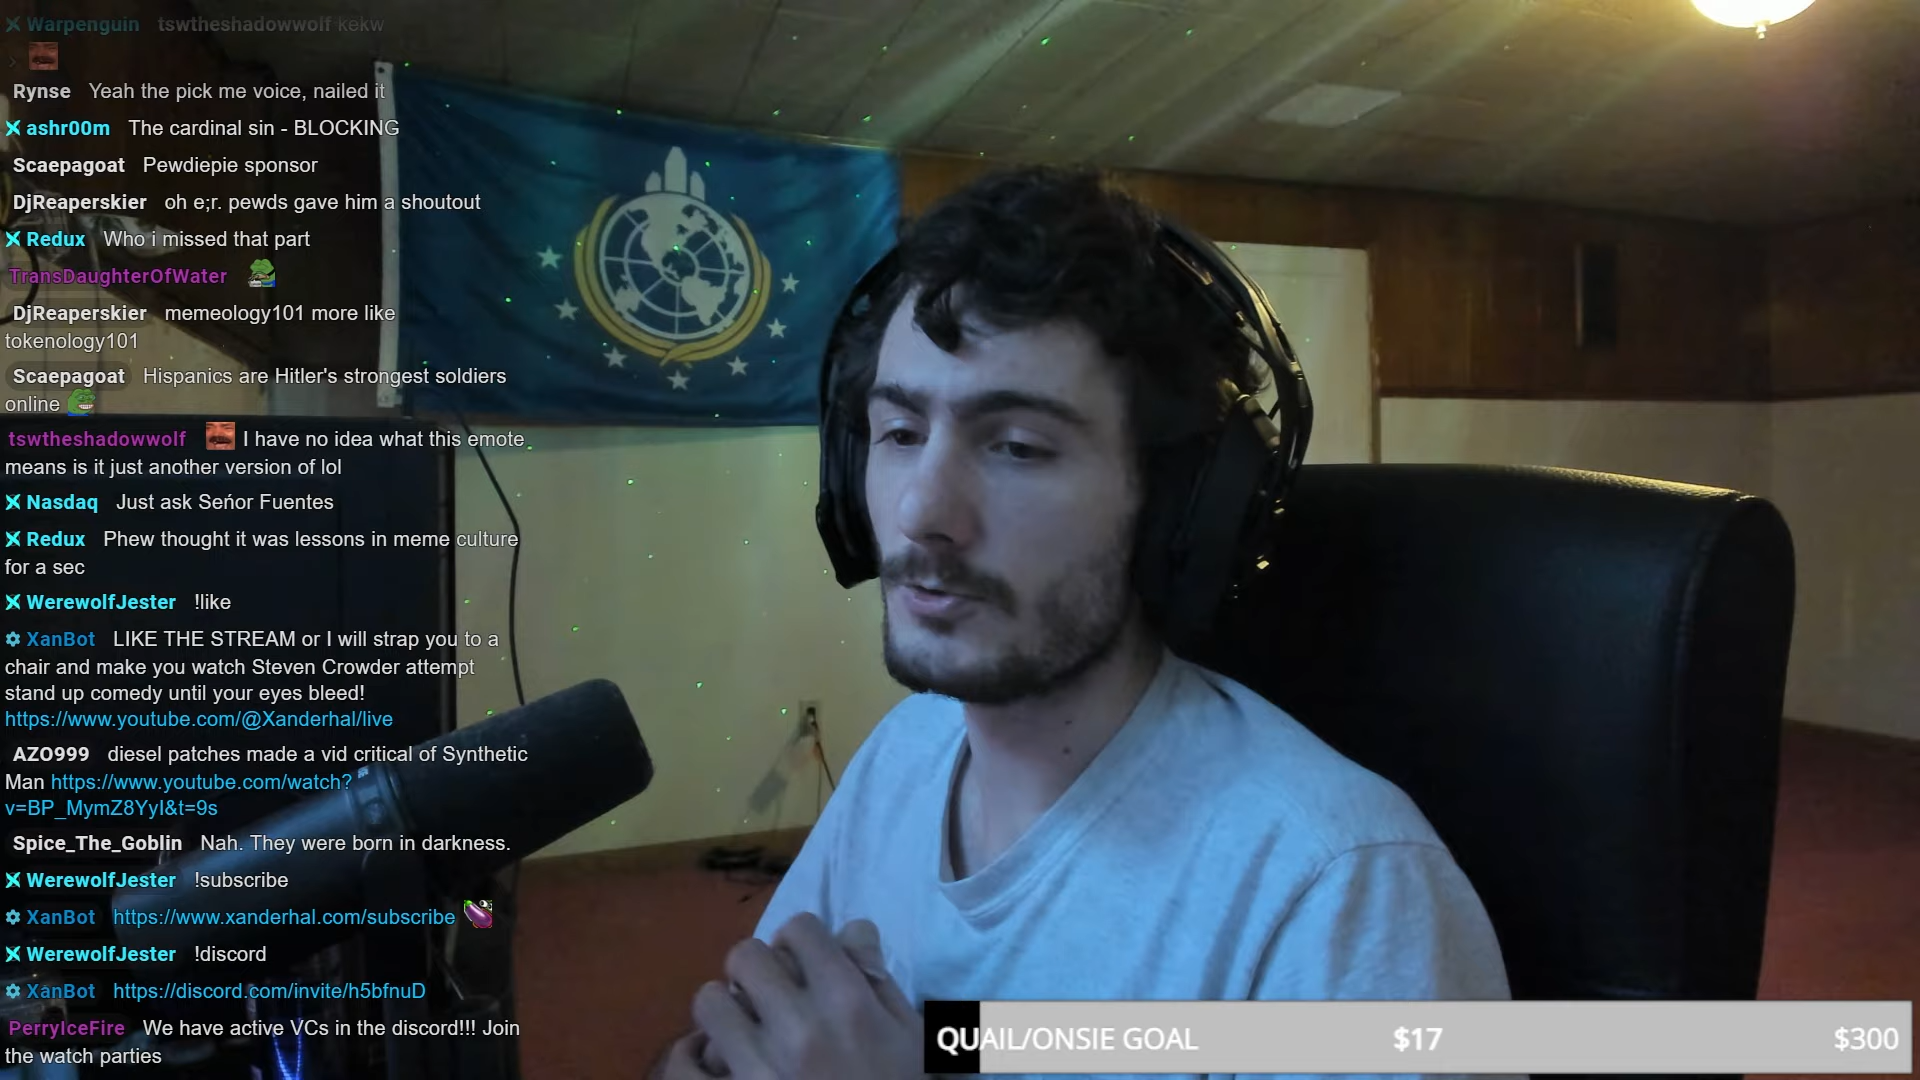 Warpenguin tswtheshadowwolf kekw
Rynse Yeah the pick me voice, nailed it
ashr00m The cardinal sin - BLOCKING
Scaepagoat Pewdiepie sponsor
DjReaperskier oh e;r. pewds gave him a shoutout
Redux Who i missed that part
TransDaughterOfWater
DjReaperskier memeology101 more like
tokenology101
Scaepagoat Hispanics are Hitler's strongest soldiers
online
tswtheshadowwolf I have no idea what this emote
means is it just another version of lol
Nasdaq Just ask Seńor Fuentes
Redux Phew thought it was lessons in meme culture
for a sec
WerewolfJester !like
XanBot LIKE THE STREAM or I will strap you to a
chair and make you watch Steven Crowder attempt
stand up comedy until your eyes bleed!
https://www.youtube.com/@Xanderhal/live
AZO999 diesel patches made a vid critical of Synthetic
Man https://www.youtube.com/watch?
v=BP_MymZ8YyI&t=9s
Spice_The_Goblin Nah. They were born in darkness.
WerewolfJester !subscribe
XanBot https://www.xanderhal.com/subscribe
WerewolfJester !discord
XanBot https://discord.com/invite/h5bfnuD
PerryIceFire We have active VCs in the discord!!! Join
the watch parties
QUAIL/ONSIE GOAL $17 $300